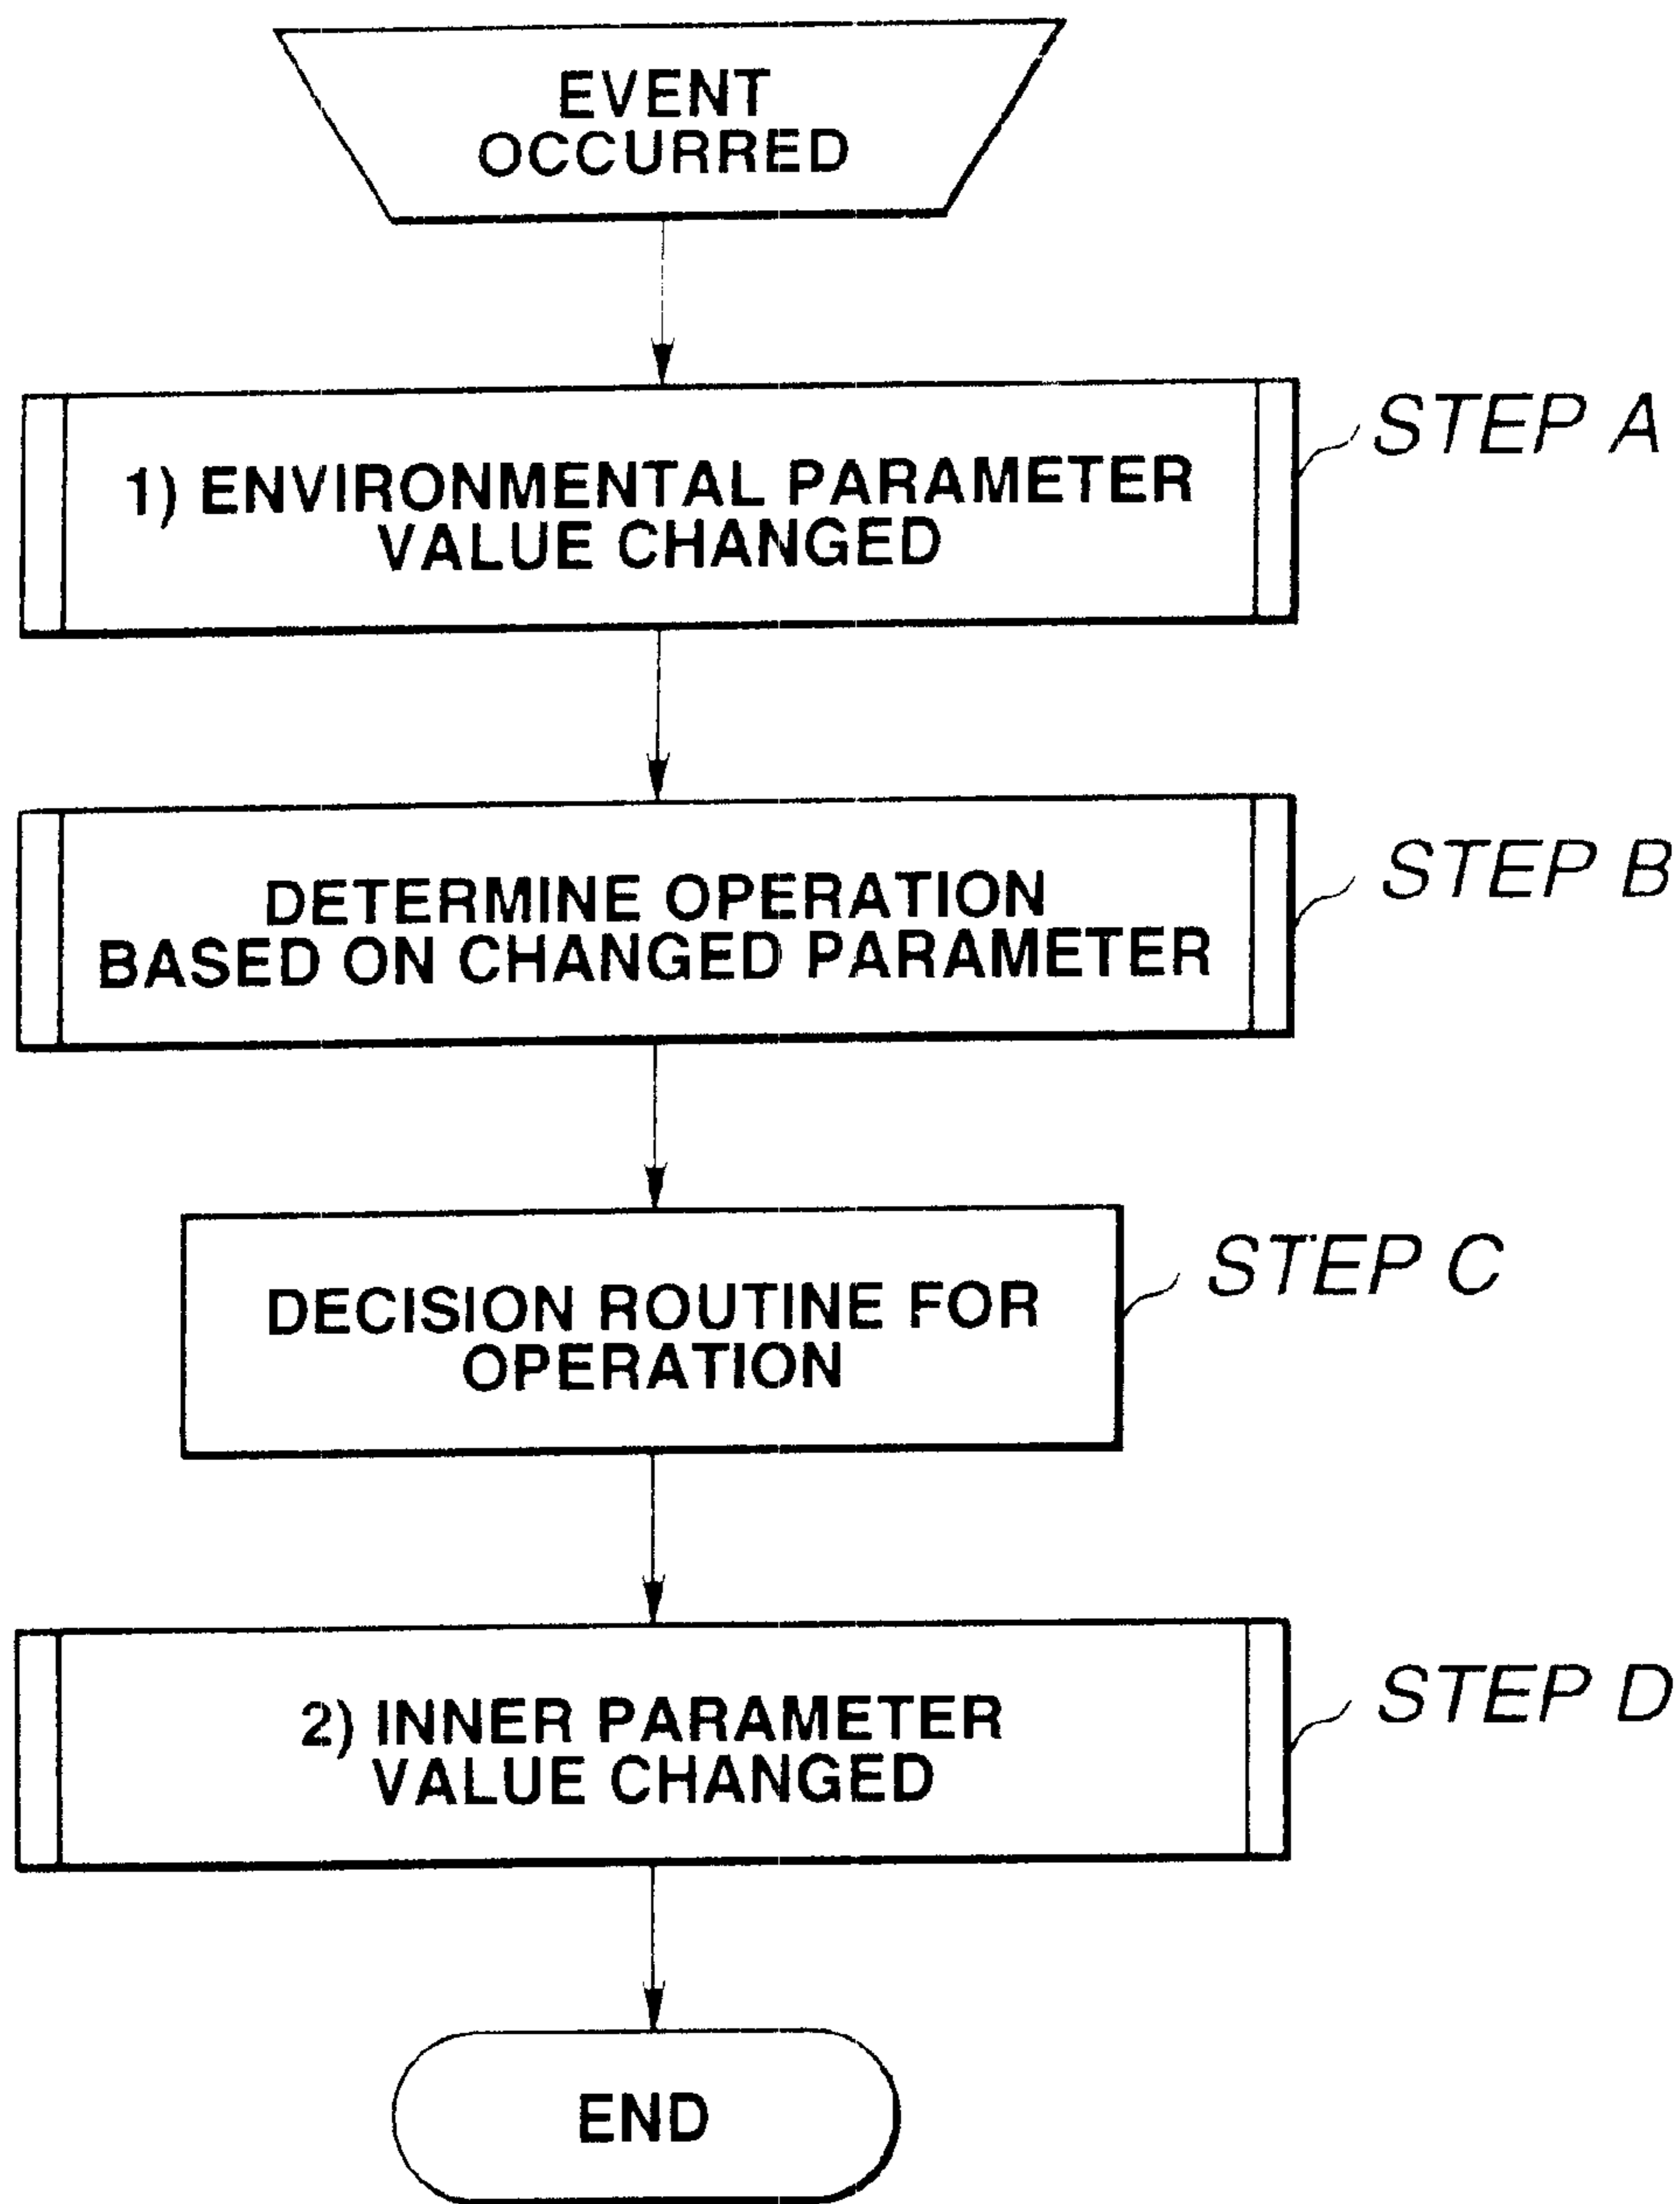 EVENT
OCCURRED
1) ENVIRONMENTAL PARAMETER
VALUE CHANGED
STEP A
DETERMINE OPERATION
BASED ON CHANGED PARAMETER
STEP B
DECISION ROUTINE FOR
OPERATION
STEP C
2) INNER PARAMETER
VALUE CHANGED
STEP D
END